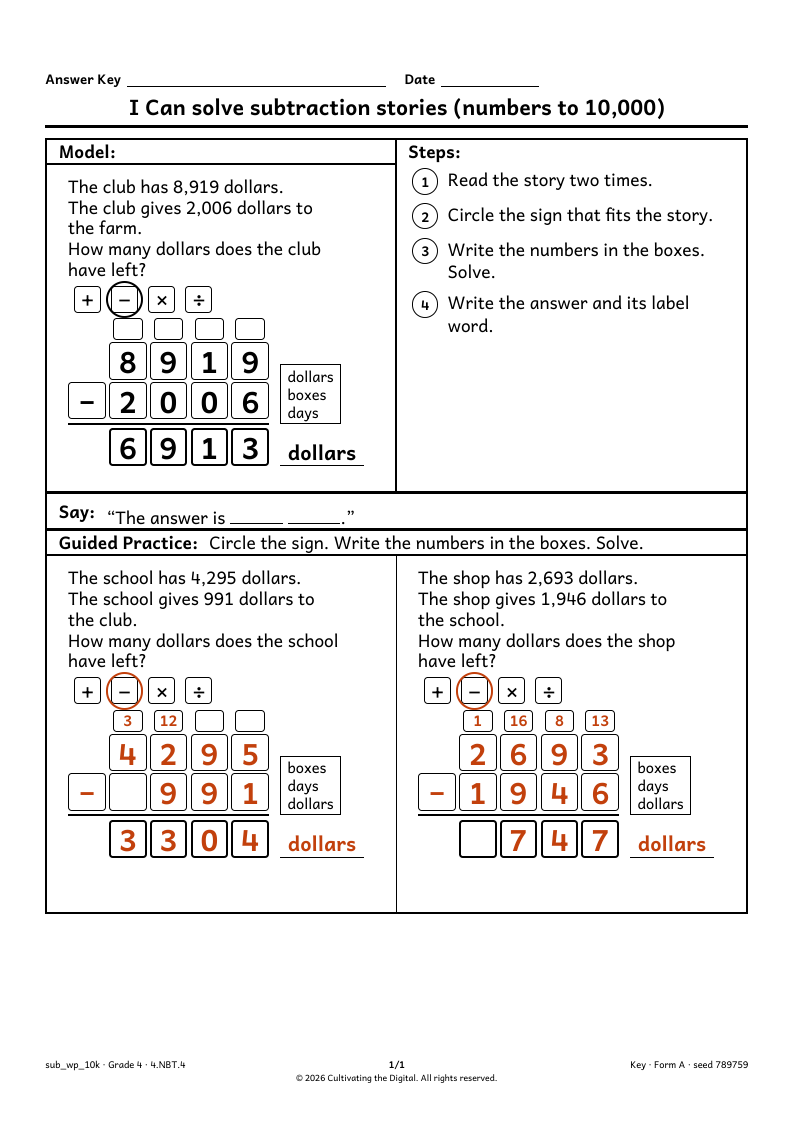 Answer Key Date
I Can solve subtraction stories (numbers to 10,000)
Model:
The club has 8,919 dollars.
The club gives 2,006 dollars to
the farm.
How many dollars does the club
have left?
+ − × ÷
8 9 1 9
− 2 0 0 6
6 9 1 3
dollars
boxes
days
dollars
Steps:
1 Read the story two times.
2 Circle the sign that fits the story.
3 Write the numbers in the boxes.
Solve.
4 Write the answer and its label
word.
Say: “The answer is ______ ______.”
Guided Practice: Circle the sign. Write the numbers in the boxes. Solve.
The school has 4,295 dollars.
The school gives 991 dollars to
the club.
How many dollars does the school
have left?
+ − × ÷
3 12
4 2 9 5
− 9 9 1
3 3 0 4
boxes
days
dollars
dollars
The shop has 2,693 dollars.
The shop gives 1,946 dollars to
the school.
How many dollars does the shop
have left?
+ − × ÷
1 16 8 13
2 6 9 3
− 1 9 4 6
7 4 7
boxes
days
dollars
dollars
sub_wp_10k · Grade 4 · 4.NBT.4
1/1
Key · Form A · seed 789759
© 2026 Cultivating the Digital. All rights reserved.